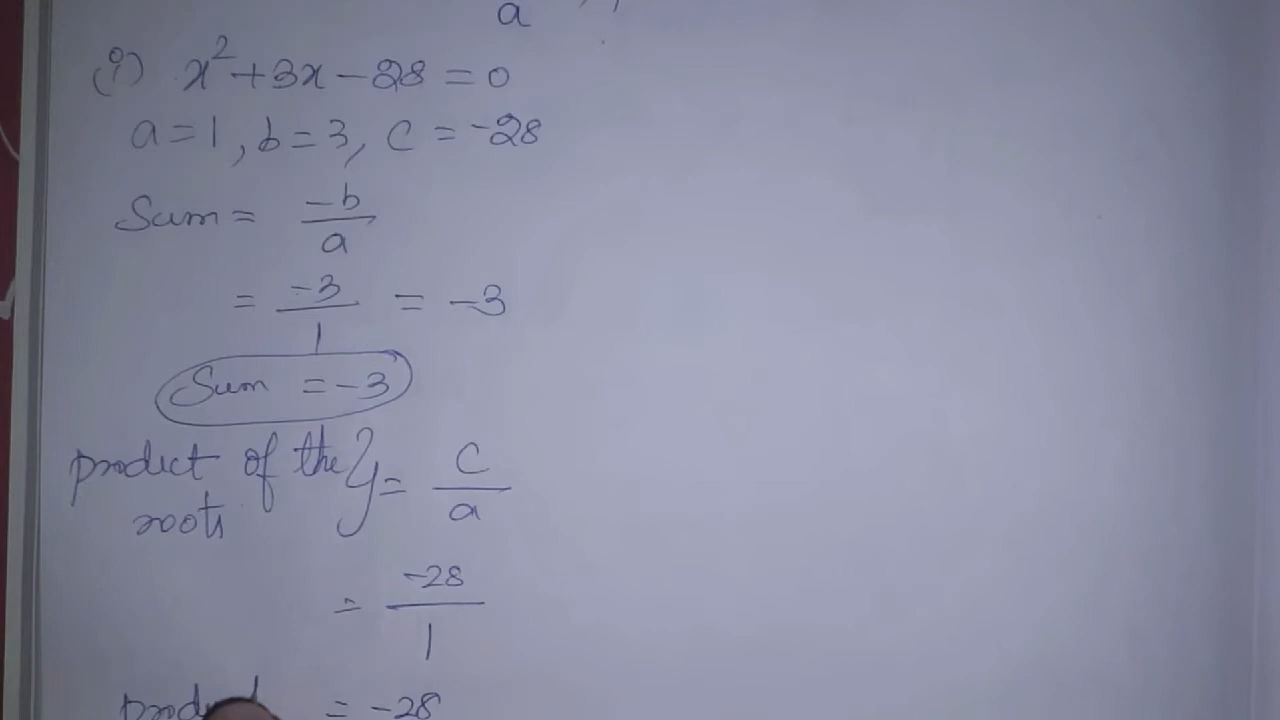 a
(i) x²+3x-28=0
a=1, b=3, c=-28
Sum = -b/a
= -3/1 = -3
Sum = -3
product of the roots } = c/a
= -28/1
= -28